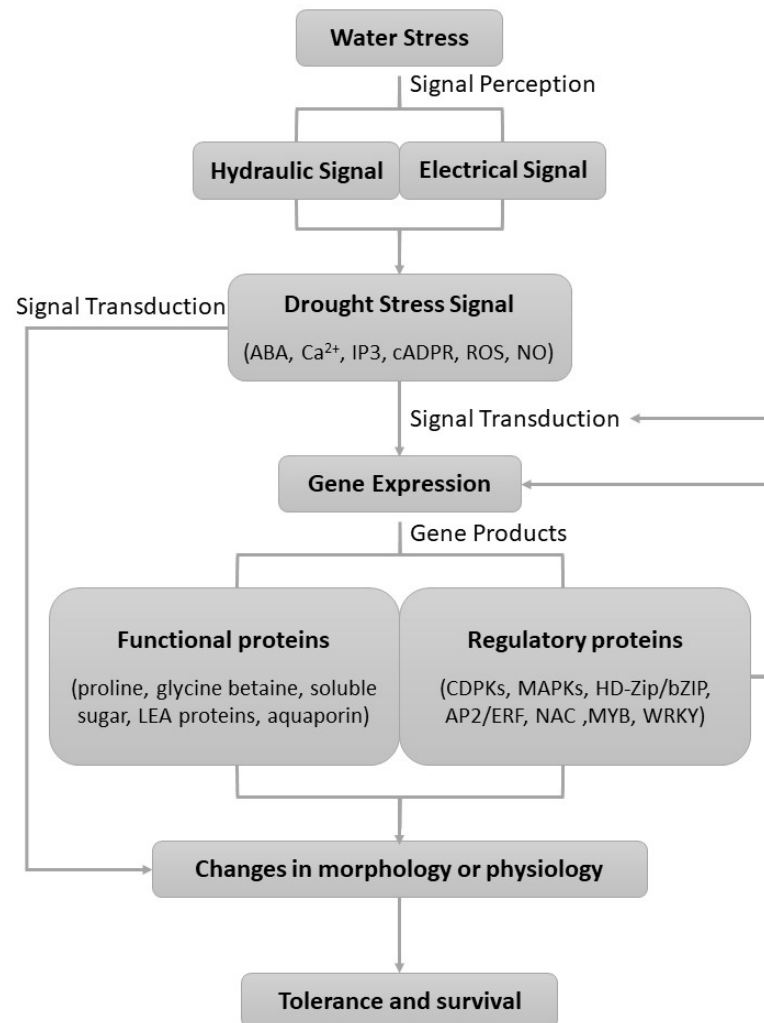 Water Stress
Signal Perception
Hydraulic Signal
Electrical Signal
Signal Transduction
Drought Stress Signal
(ABA, Ca²⁺, IP3, cADPR, ROS, NO)
Signal Transduction
Gene Expression
Gene Products
Functional proteins
(proline, glycine betaine, soluble
sugar, LEA proteins, aquaporin)
Regulatory proteins
(CDPKs, MAPKs, HD-Zip/bZIP,
AP2/ERF, NAC ,MYB, WRKY)
Changes in morphology or physiology
Tolerance and survival